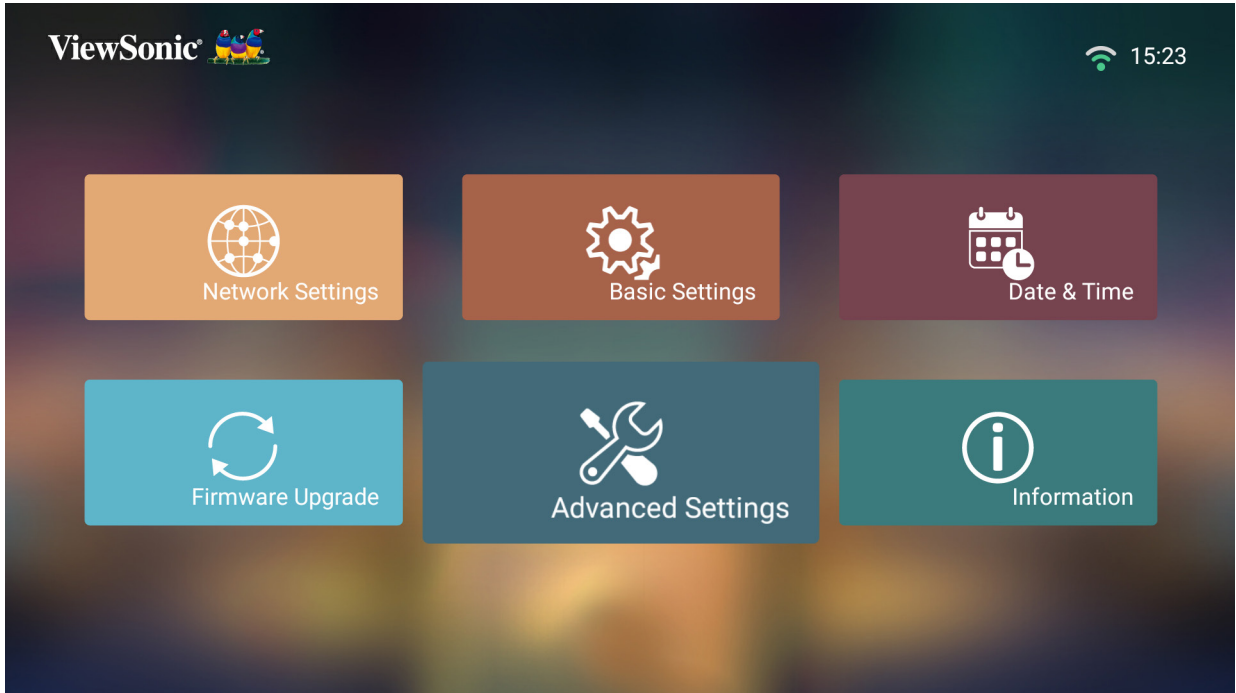 ViewSonic®
15:23
Network Settings
Basic Settings
Date & Time
Firmware Upgrade
Advanced Settings
Information